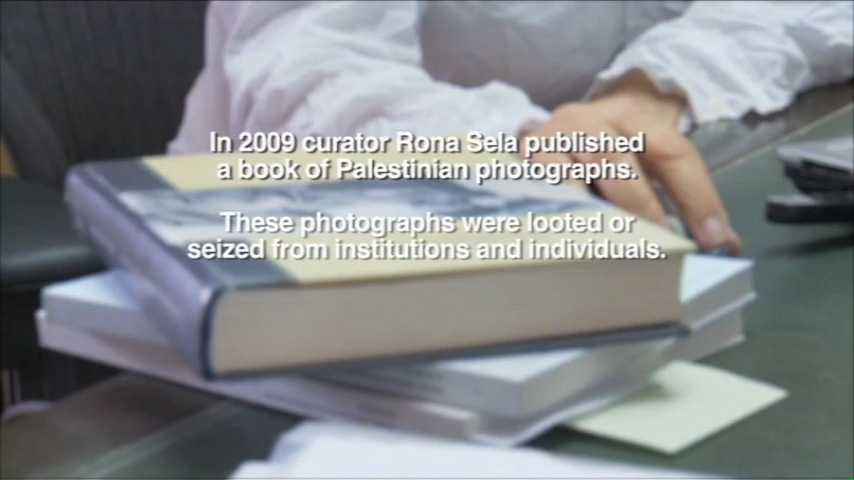 In 2009 curator Rona Sela published
a book of Palestinian photographs.
These photographs were looted or
seized from institutions and individuals.